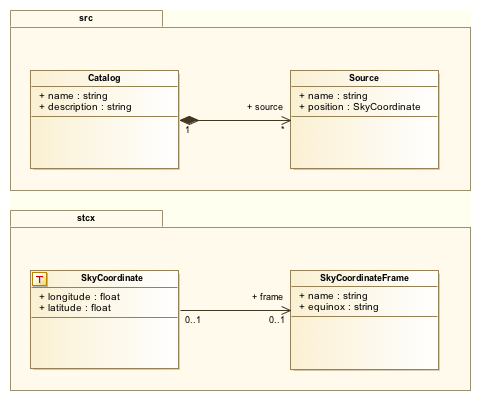 src
Catalog
+ name : string
+ description : string
+ source
1
*
Source
+ name : string
+ position : SkyCoordinate
stcx
T
SkyCoordinate
+ longitude : float
+ latitude : float
+ frame
0..1
0..1
SkyCoordinateFrame
+ name : string
+ equinox : string